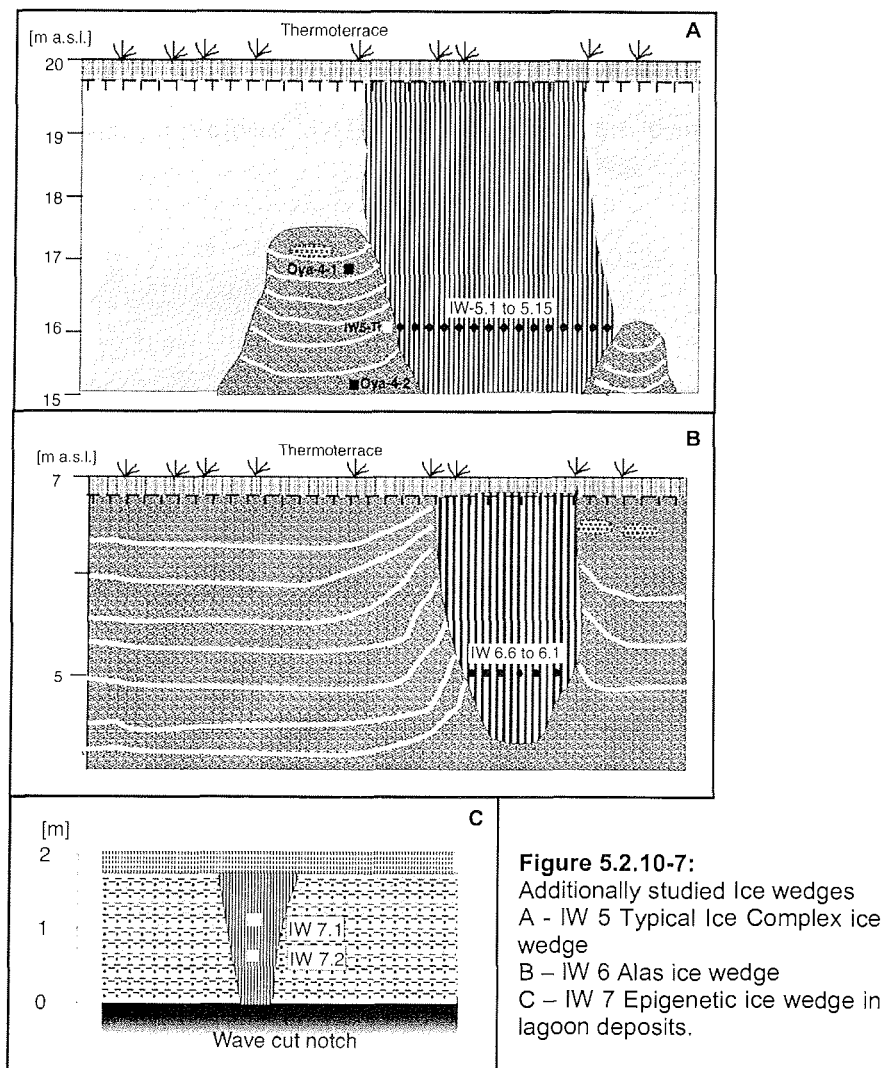 [m a.s.l.]
Thermoterrace
A
20
19
18
17
Oya-4-1
IW-5.1 to 5.15
16
Oya-4-2
15
B
[m a.s.l.]
Thermoterrace
7
IW 6.6 to 6.1
5
C
[m]
2
IW 7.1
1
IW 7.2
0
Wave cut notch
Figure 5.2.10-7:
Additionally studied Ice wedges
A - IW 5 Typical Ice Complex ice
wedge
B – IW 6 Alas ice wedge
C – IW 7 Epigenetic ice wedge in
lagoon deposits.